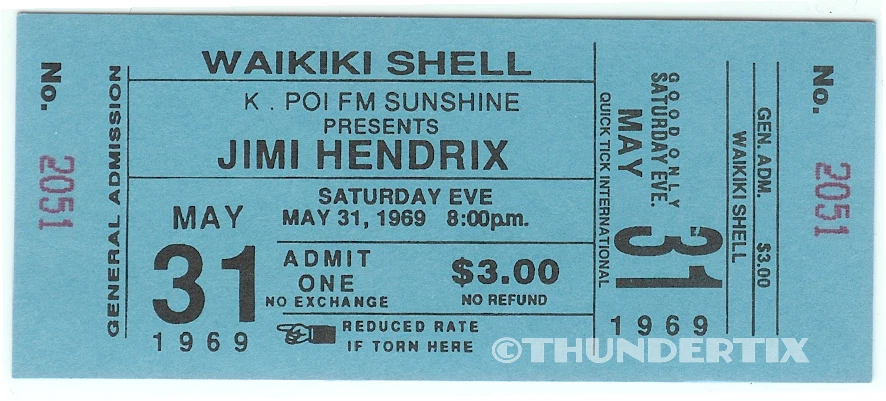 No. 2051
GENERAL ADMISSION
WAIKIKI SHELL
K . POI FM SUNSHINE
PRESENTS
JIMI HENDRIX
MAY
31
1969
SATURDAY EVE
MAY 31, 1969 8:00p.m.
ADMIT
ONE
NO EXCHANGE
$3.00
NO REFUND
REDUCED RATE
IF TORN HERE
QUICK TICK INTERNATIONAL
GOOD ONLY
SATURDAY EVE.
MAY
31
1969
WAIKIKI SHELL
GEN. ADM. $3.00
No. 2051
©THUNDERTIX